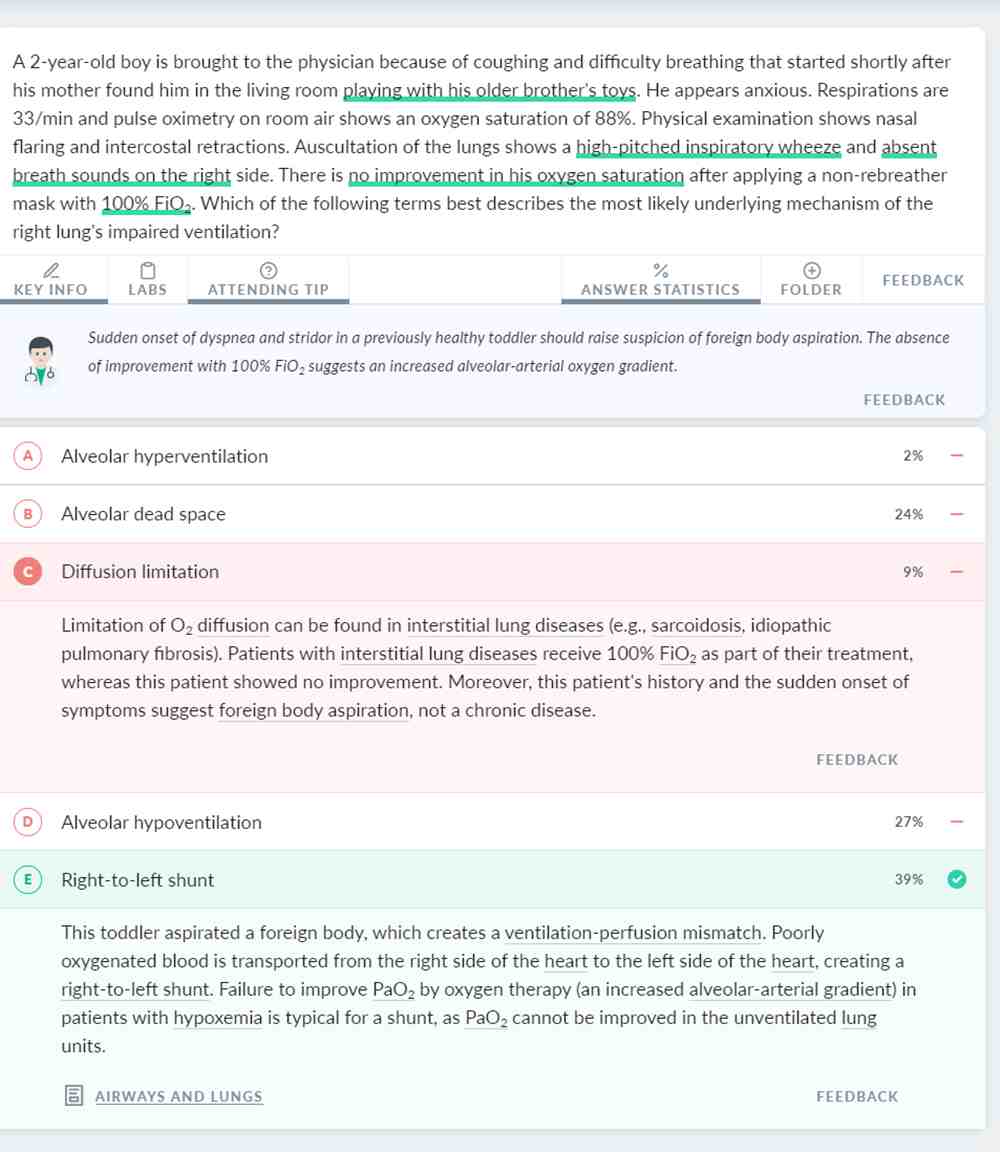 A 2-year-old boy is brought to the physician because of coughing and difficulty breathing that started shortly after
his mother found him in the living room playing with his older brother's toys. He appears anxious. Respirations are
33/min and pulse oximetry on room air shows an oxygen saturation of 88%. Physical examination shows nasal
flaring and intercostal retractions. Auscultation of the lungs shows a high-pitched inspiratory wheeze and absent
breath sounds on the right side. There is no improvement in his oxygen saturation after applying a non-rebreather
mask with 100% FiO₂. Which of the following terms best describes the most likely underlying mechanism of the
right lung's impaired ventilation?
KEY INFO LABS ATTENDING TIP ANSWER STATISTICS FOLDER FEEDBACK
Sudden onset of dyspnea and stridor in a previously healthy toddler should raise suspicion of foreign body aspiration. The absence
of improvement with 100% FiO₂ suggests an increased alveolar-arterial oxygen gradient.
FEEDBACK
A Alveolar hyperventilation 2%
B Alveolar dead space 24%
C Diffusion limitation 9%
Limitation of O₂ diffusion can be found in interstitial lung diseases (e.g., sarcoidosis, idiopathic
pulmonary fibrosis). Patients with interstitial lung diseases receive 100% FiO₂ as part of their treatment,
whereas this patient showed no improvement. Moreover, this patient's history and the sudden onset of
symptoms suggest foreign body aspiration, not a chronic disease.
FEEDBACK
D Alveolar hypoventilation 27%
E Right-to-left shunt 39%
This toddler aspirated a foreign body, which creates a ventilation-perfusion mismatch. Poorly
oxygenated blood is transported from the right side of the heart to the left side of the heart, creating a
right-to-left shunt. Failure to improve PaO₂ by oxygen therapy (an increased alveolar-arterial gradient) in
patients with hypoxemia is typical for a shunt, as PaO₂ cannot be improved in the unventilated lung
units.
AIRWAYS AND LUNGS FEEDBACK